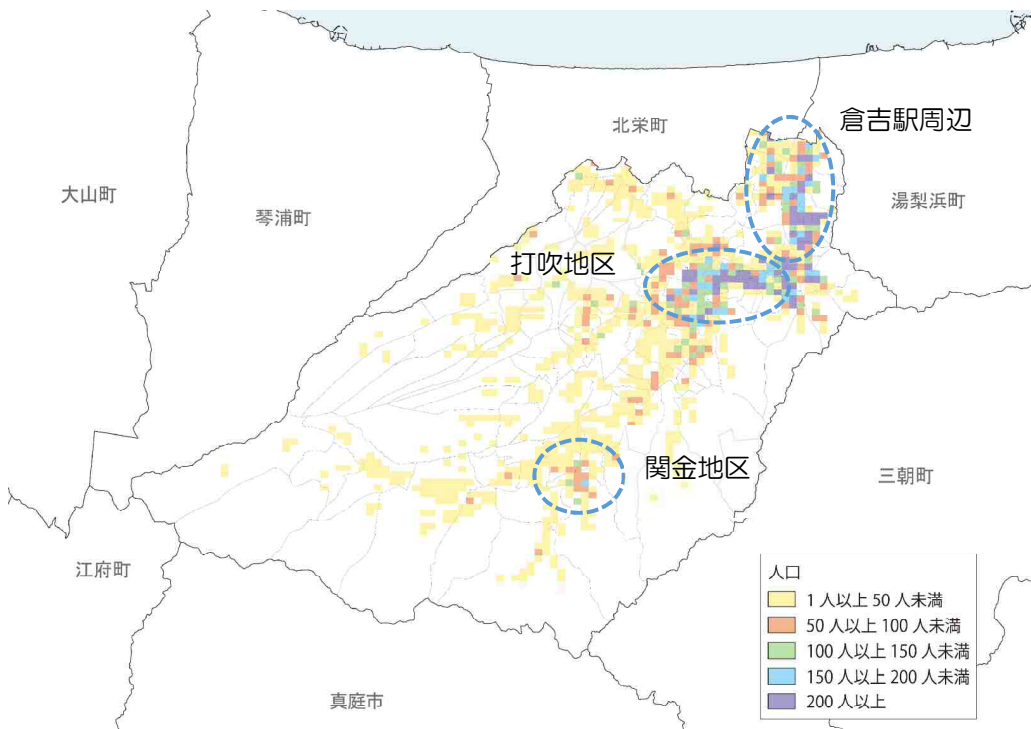 倉吉駅周辺
北栄町
大山町
湯梨浜町
琴浦町
打吹地区
関金地区
三朝町
江府町
真庭市
人口
1 人以上 50 人未満
50 人以上 100 人未満
100 人以上 150 人未満
150 人以上 200 人未満
200 人以上